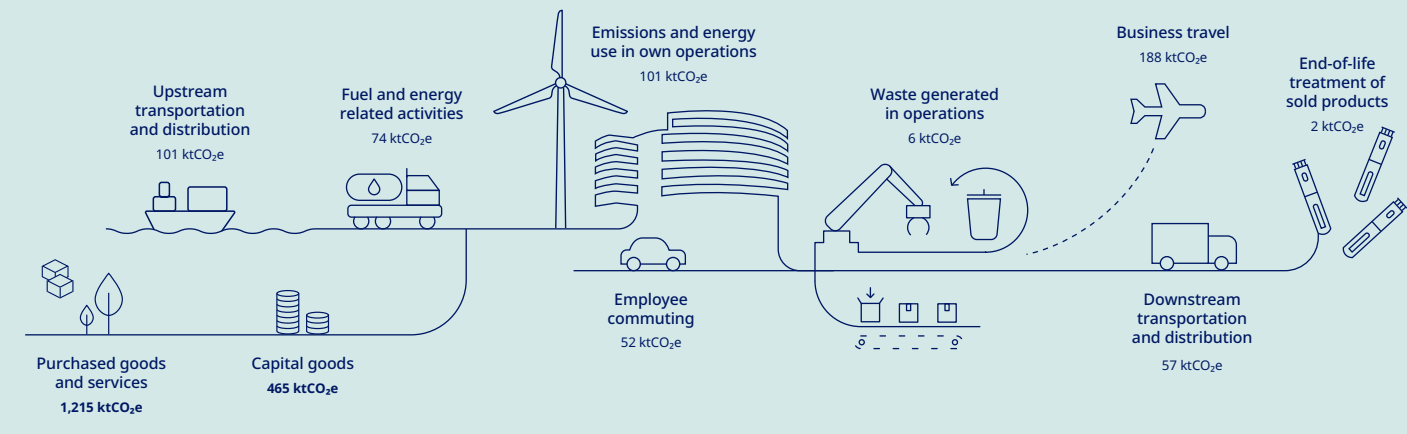 Upstream
transportation
and distribution
101 ktCO₂e
Fuel and energy
related activities
74 ktCO₂e
Emissions and energy
use in own operations
101 ktCO₂e
Waste generated
in operations
6 ktCO₂e
Business travel
188 ktCO₂e
End-of-life
treatment of
sold products
2 ktCO₂e
Purchased goods
and services
1,215 ktCO₂e
Capital goods
465 ktCO₂e
Employee
commuting
52 ktCO₂e
Downstream
transportation
and distribution
57 ktCO₂e